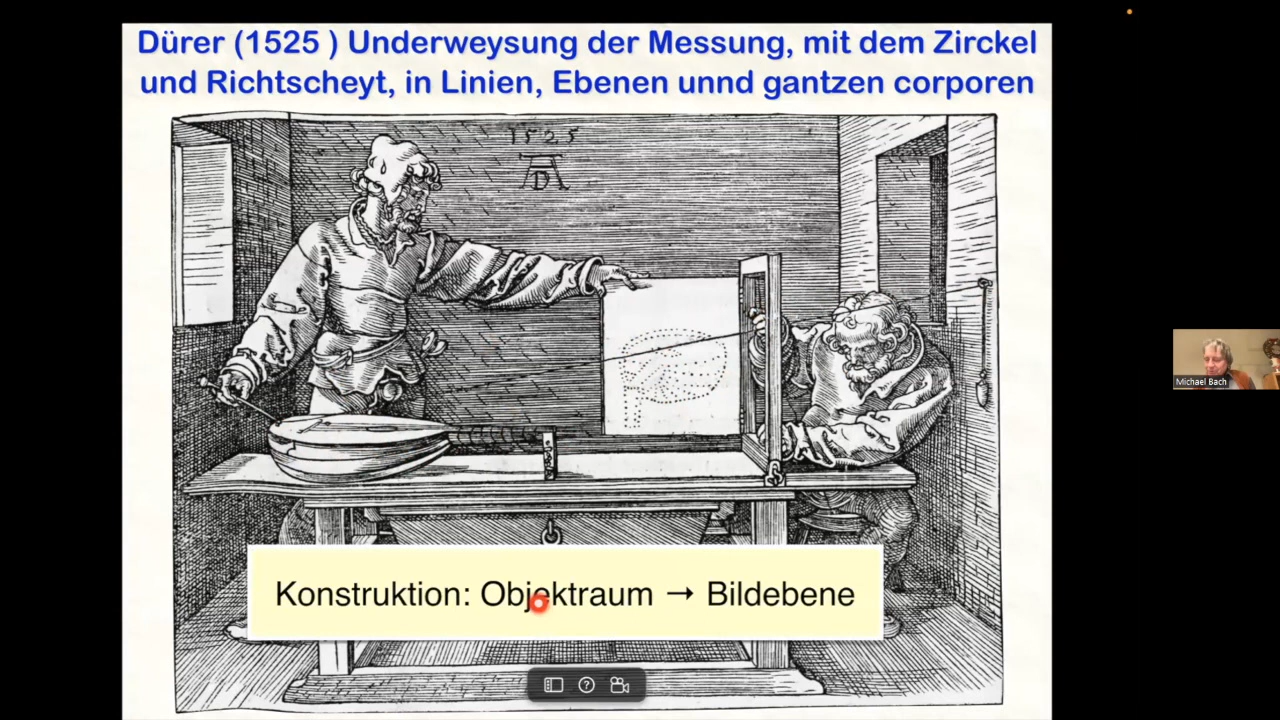 Dürer (1525 ) Underweysung der Messung, mit dem Zirckel
und Richtscheyt, in Linien, Ebenen unnd gantzen corporen
1525
AD
Konstruktion: Objektraum → Bildebene
Michael Bach